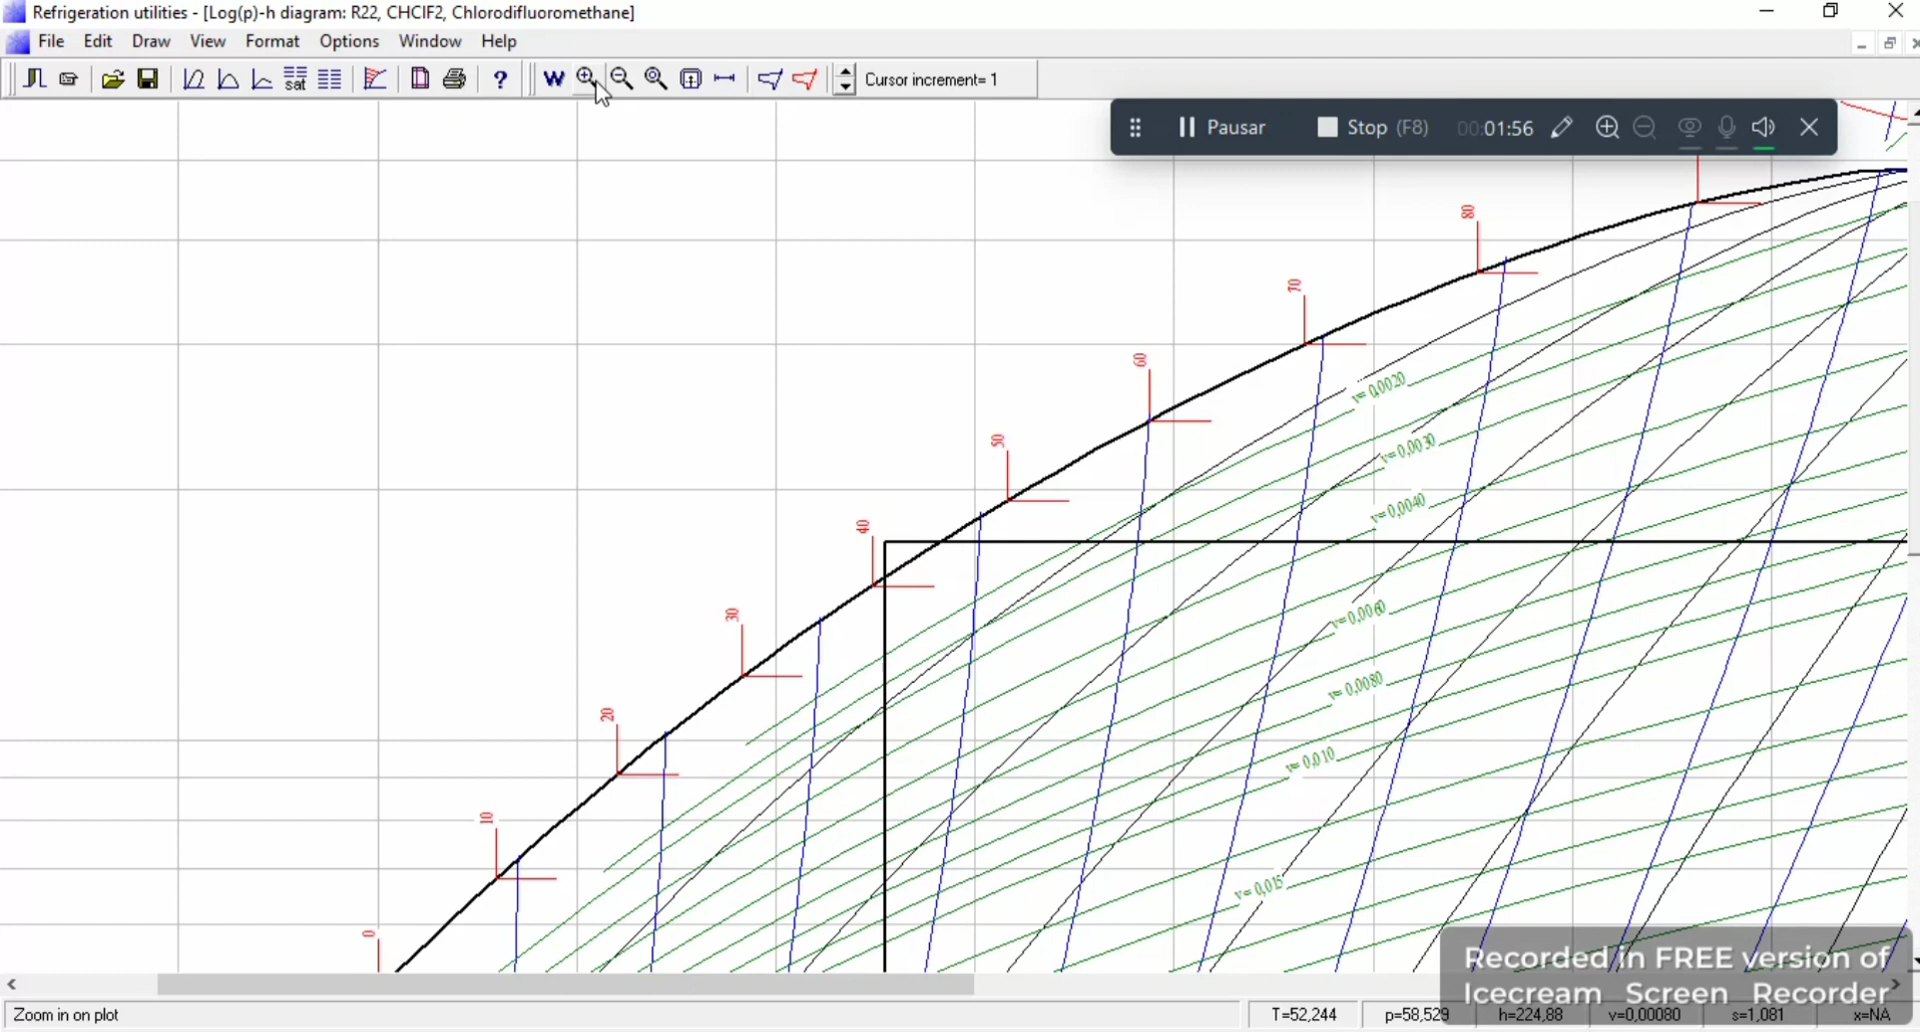 Refrigeration utilities - [Log(p)-h diagram: R22, CHClF2, Chlorodifluoromethane]
File Edit Draw View Format Options Window Help
sat ? W Cursor increment= 1
Pausar Stop (F8) 00:01:56
80
70
60
50
40
30
20
10
0
v= 0,0020
v= 0,0030
v= 0,0040
v= 0,0060
v= 0,0080
v= 0,010
v= 0,015
Recorded in FREE version of
Icecream Screen Recorder
Zoom in on plot T=52,244 p=58,529 h=224,88 v=0,00080 s=1,081 x=NA